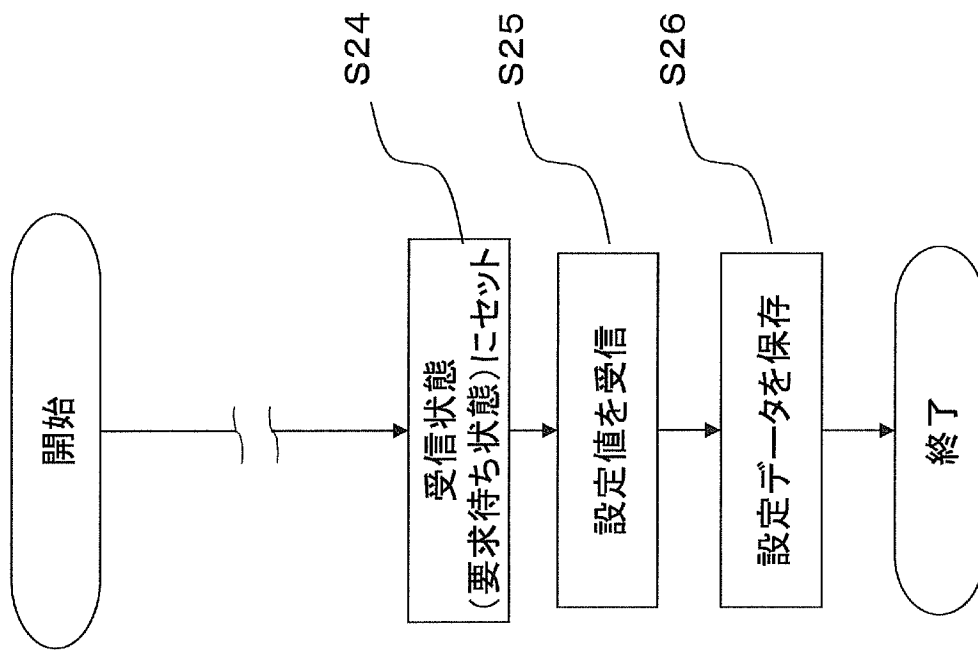 開始
受信状態
(要求待ち状態)にセット
S24
設定値を受信
S25
設定データを保存
S26
終了